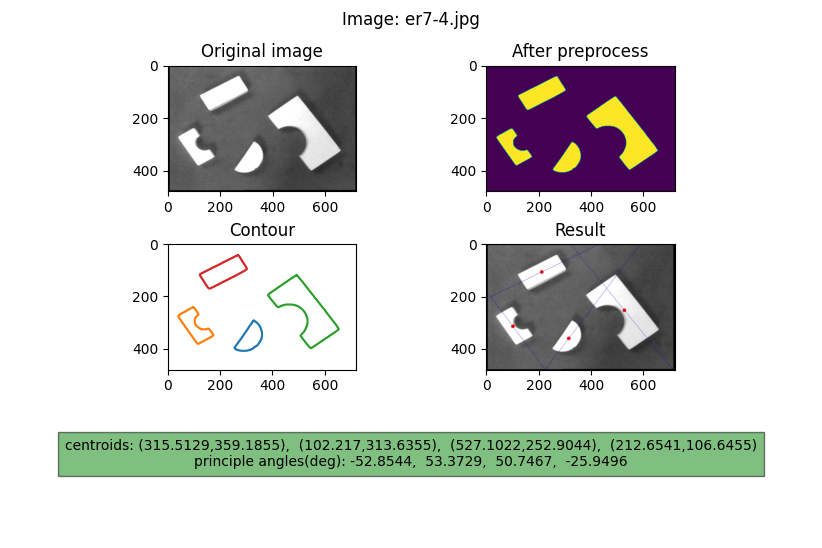 Image: er7-4.jpg
Original image
After preprocess
0
200
400
0 200 400 600
0
200
400
0 200 400 600
Contour
Result
0
200
400
0 200 400 600
0
200
400
0 200 400 600
centroids: (315.5129,359.1855),  (102.217,313.6355),  (527.1022,252.9044),  (212.6541,106.6455)
principle angles(deg): -52.8544,  53.3729,  50.7467,  -25.9496